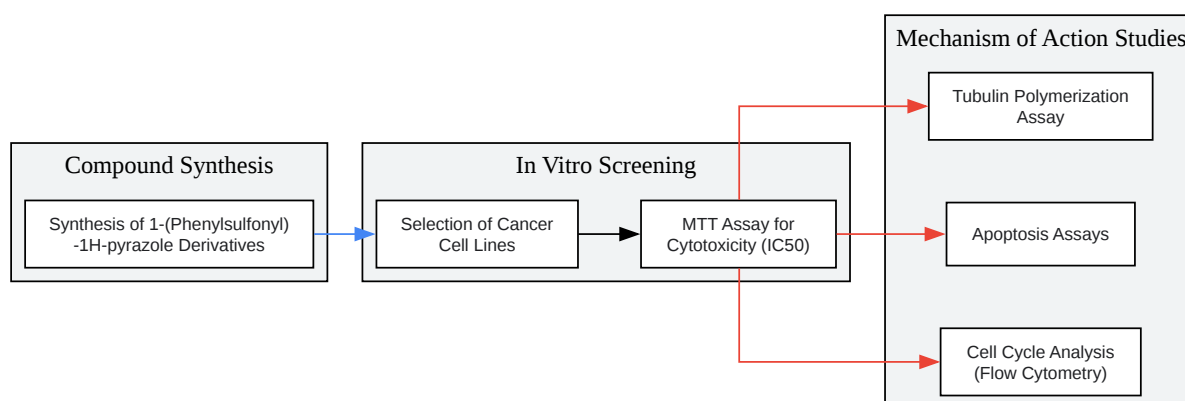 Compound Synthesis
Synthesis of 1-(Phenylsulfonyl)
-1H-pyrazole Derivatives
In Vitro Screening
Selection of Cancer
Cell Lines
MTT Assay for
Cytotoxicity (IC50)
Mechanism of Action Studies
Tubulin Polymerization
Assay
Apoptosis Assays
Cell Cycle Analysis
(Flow Cytometry)